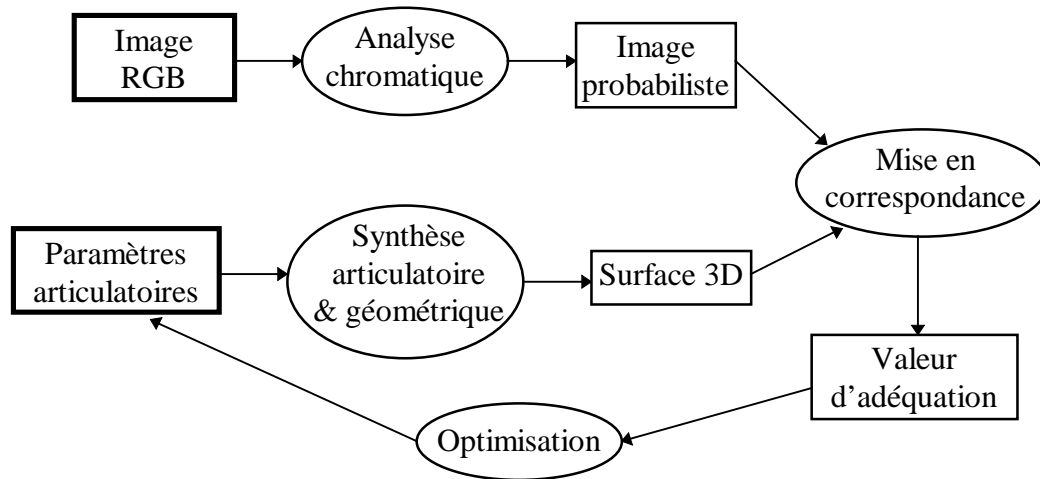 Image
RGB
Analyse
chromatique
Image
probabiliste
Mise en
correspondance
Paramètres
articulatoires
Synthèse
articulatoire
& géométrique
Surface 3D
Valeur
d’adéquation
Optimisation